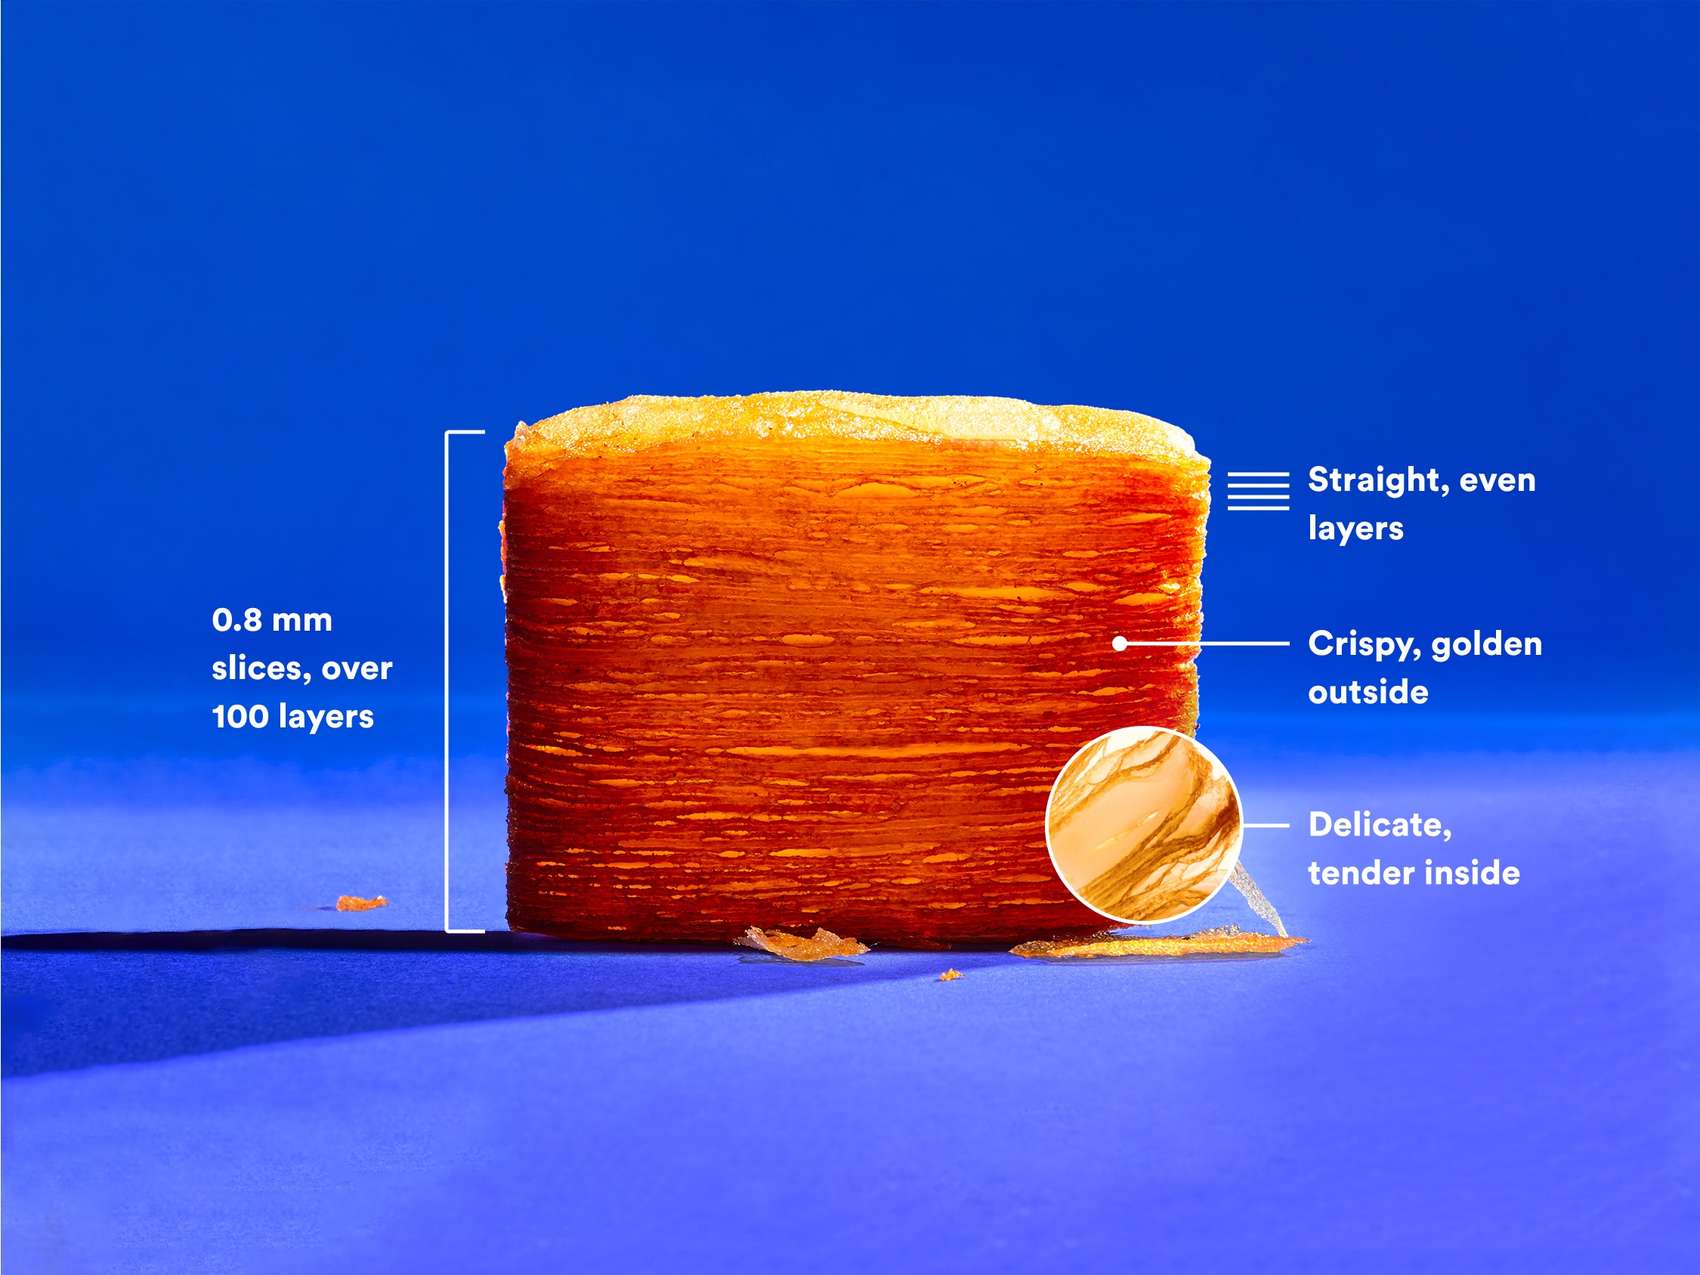 0.8 mm
slices, over
100 layers
Straight, even
layers
Crispy, golden
outside
Delicate,
tender inside